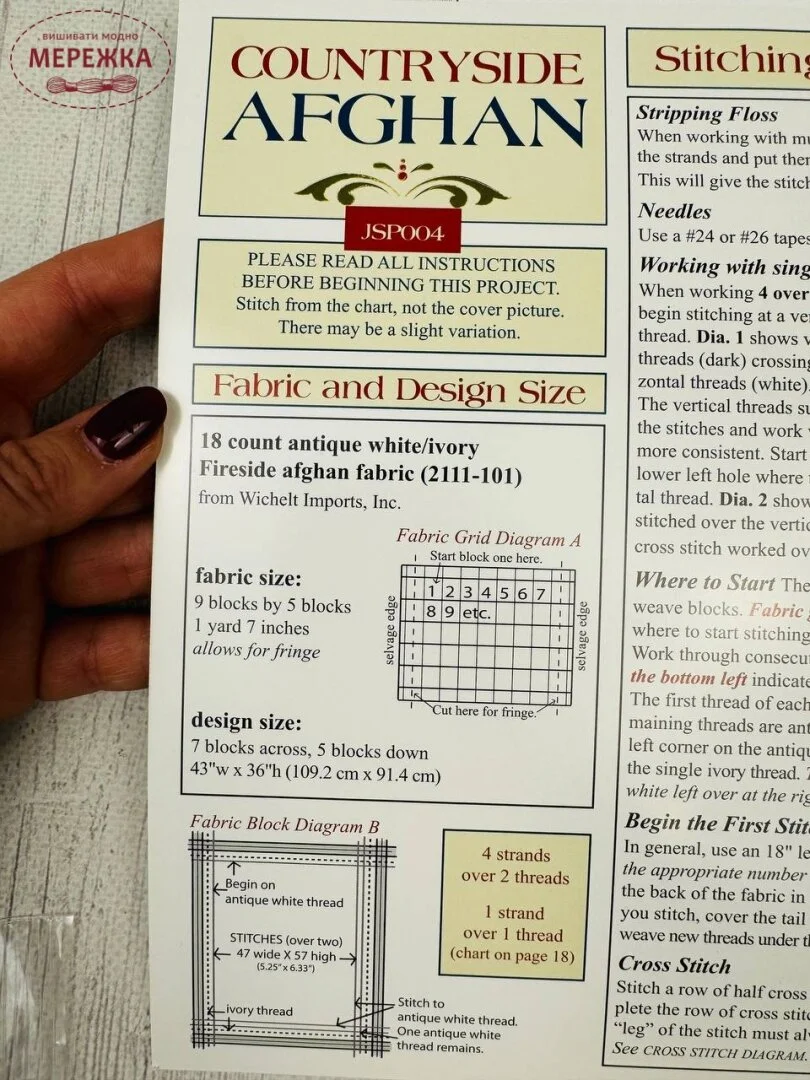 вишивати модно
МЕРЕЖКА
COUNTRYSIDE
AFGHAN
JSP004
PLEASE READ ALL INSTRUCTIONS
BEFORE BEGINNING THIS PROJECT.
Stitch from the chart, not the cover picture.
There may be a slight variation.
Fabric and Design Size
18 count antique white/ivory
Fireside afghan fabric (2111-101)
from Wichelt Imports, Inc.
Fabric Grid Diagram A
Start block one here.
1 2 3 4 5 6 7
8 9 etc.
selvage edge
selvage edge
Cut here for fringe.
fabric size:
9 blocks by 5 blocks
1 yard 7 inches
allows for fringe
design size:
7 blocks across, 5 blocks down
43"w x 36"h (109.2 cm x 91.4 cm)
Fabric Block Diagram B
Begin on
antique white thread
STITCHES (over two)
47 wide X 57 high
(5.25" x 6.33")
ivory thread
Stitch to
antique white thread.
One antique white
thread remains.
4 strands
over 2 threads
1 strand
over 1 thread
(chart on page 18)
Stitching
Stripping Floss
When working with mu
the strands and put ther
This will give the stitch
Needles
Use a #24 or #26 tapes
Working with sing
When working 4 over
begin stitching at a ve
thread. Dia. 1 shows v
threads (dark) crossing
zontal threads (white).
The vertical threads su
the stitches and work
more consistent. Start
lower left hole where
tal thread. Dia. 2 show
stitched over the vertic
cross stitch worked ov
Where to Start The
weave blocks. Fabric
where to start stitching
Work through consecu
the bottom left indicate
The first thread of each
maining threads are ant
left corner on the antiqu
the single ivory thread.
white left over at the rig
Begin the First Stit
In general, use an 18" le
the appropriate number
the back of the fabric in
you stitch, cover the tail
weave new threads under th
Cross Stitch
Stitch a row of half cross
plete the row of cross stitc
"leg" of the stitch must alw
See CROSS STITCH DIAGRAM.